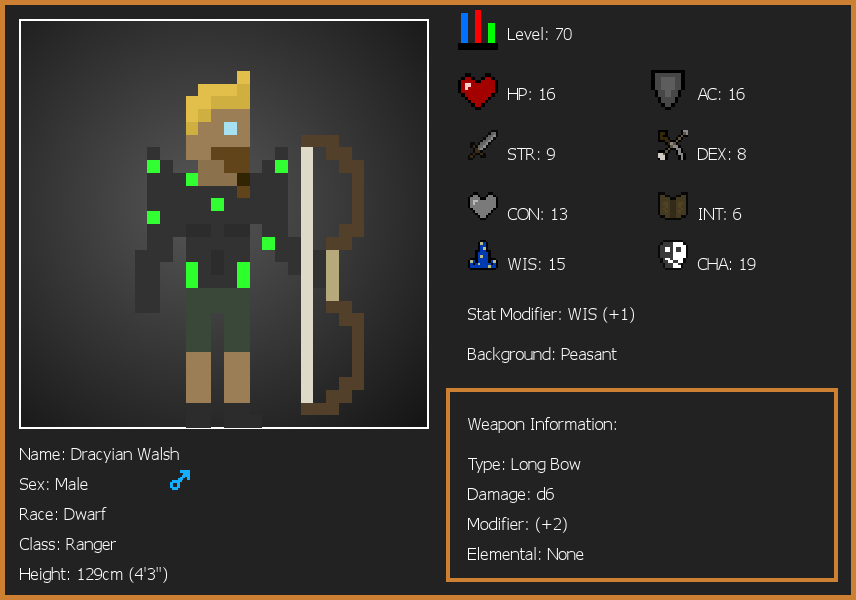 Level: 70
HP: 16
AC: 16
STR: 9
DEX: 8
CON: 13
INT: 6
WIS: 15
CHA: 19
Stat Modifier: WIS (+1)
Background: Peasant
Weapon Information:
Type: Long Bow
Damage: d6
Modifier: (+2)
Elemental: None
Name: Dracyian Walsh
Sex: Male
Race: Dwarf
Class: Ranger
Height: 129cm (4'3")